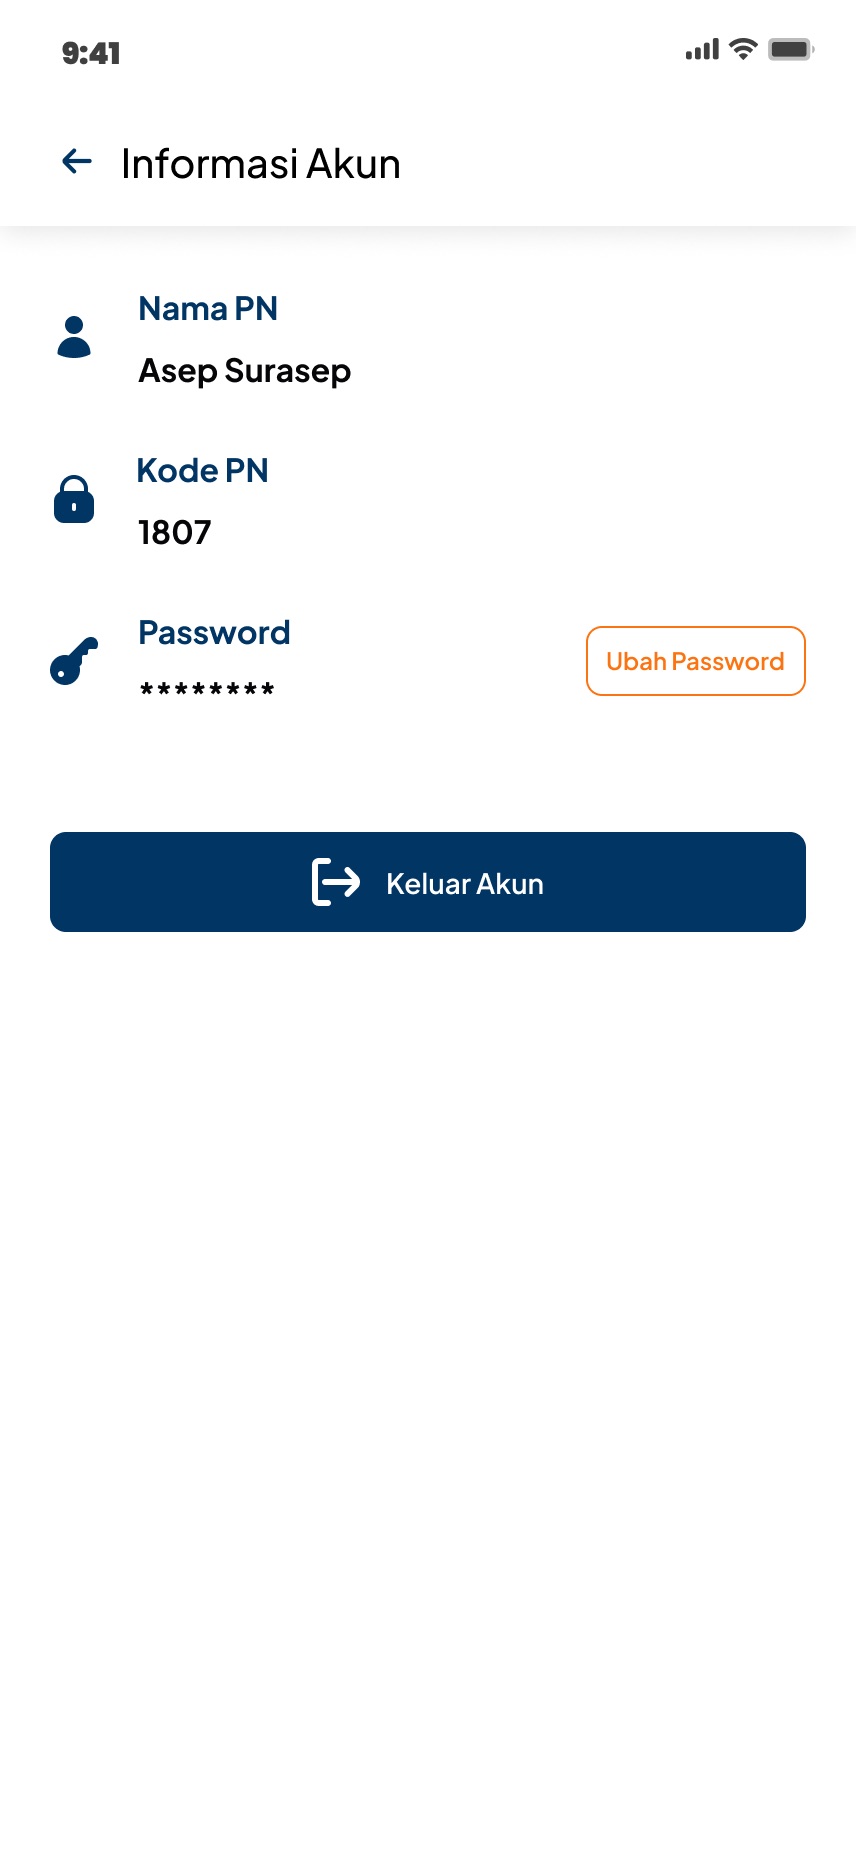 9:41
Informasi Akun
Nama PN
Asep Surasep
Kode PN
1807
Password
********
Ubah Password
Keluar Akun